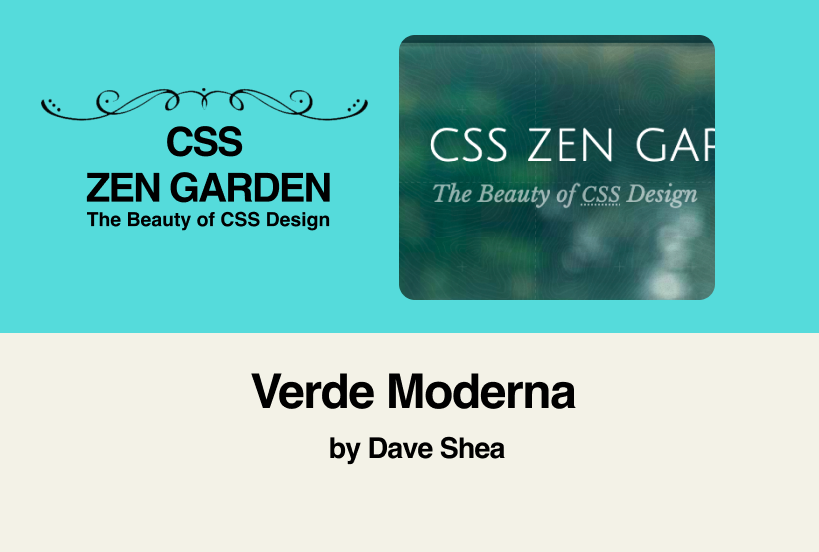 CSS
ZEN GARDEN
The Beauty of CSS Design
CSS ZEN GAR
The Beauty of CSS Design
Verde Moderna
by Dave Shea